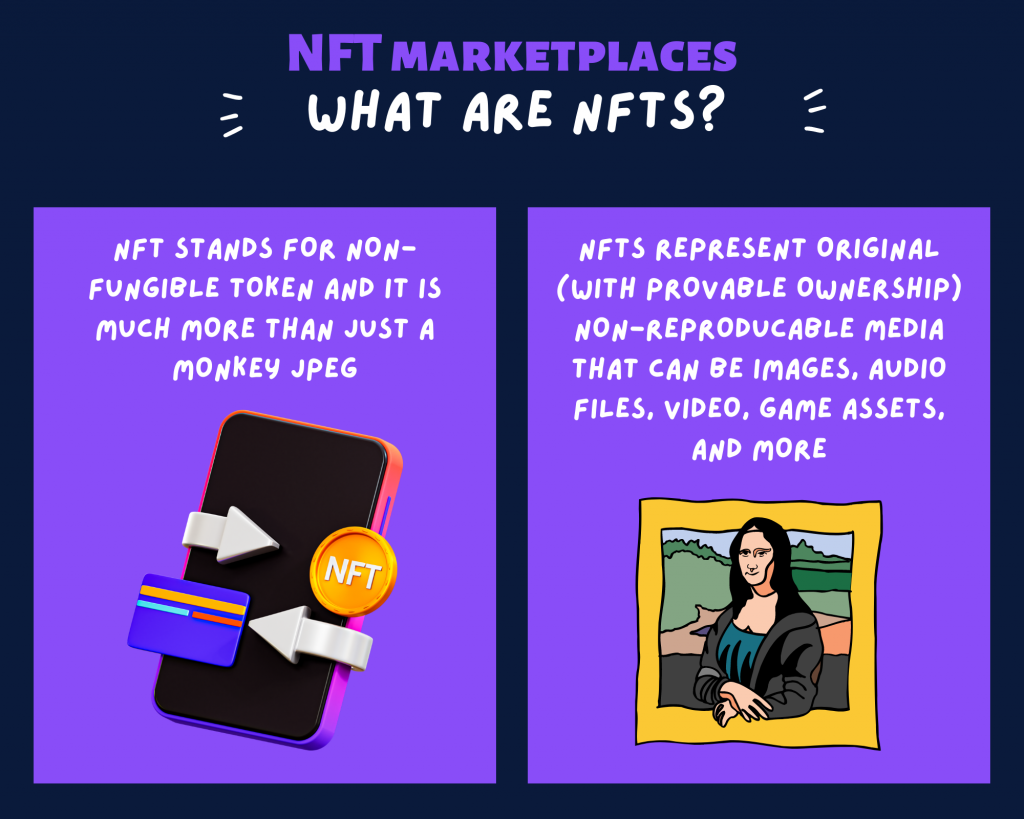 NFT MARKETPLACES
WHAT ARE NFTS?
NFT STANDS FOR NON-
FUNGIBLE TOKEN AND IT IS
MUCH MORE THAN JUST A
MONKEY JPEG
NFT
NFTS REPRESENT ORIGINAL
(WITH PROVABLE OWNERSHIP)
NON-REPRODUCABLE MEDIA
THAT CAN BE IMAGES, AUDIO
FILES, VIDEO, GAME ASSETS,
AND MORE